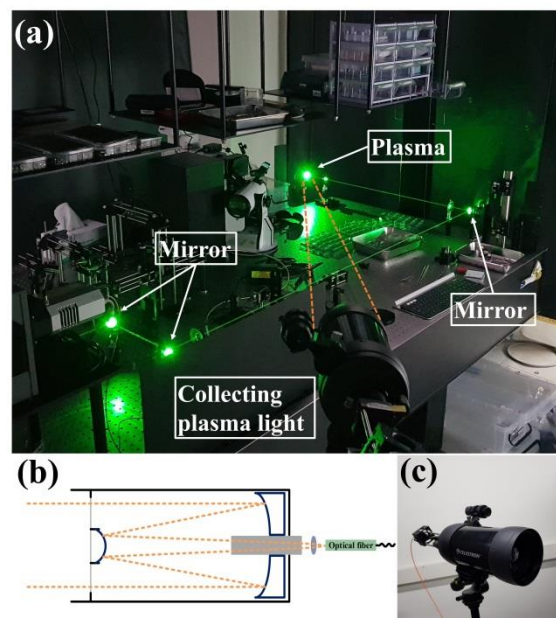 (a)
Plasma
Mirror
Mirror
Collecting
plasma light
(b)
Optical fiber
(c)
CELESTRON